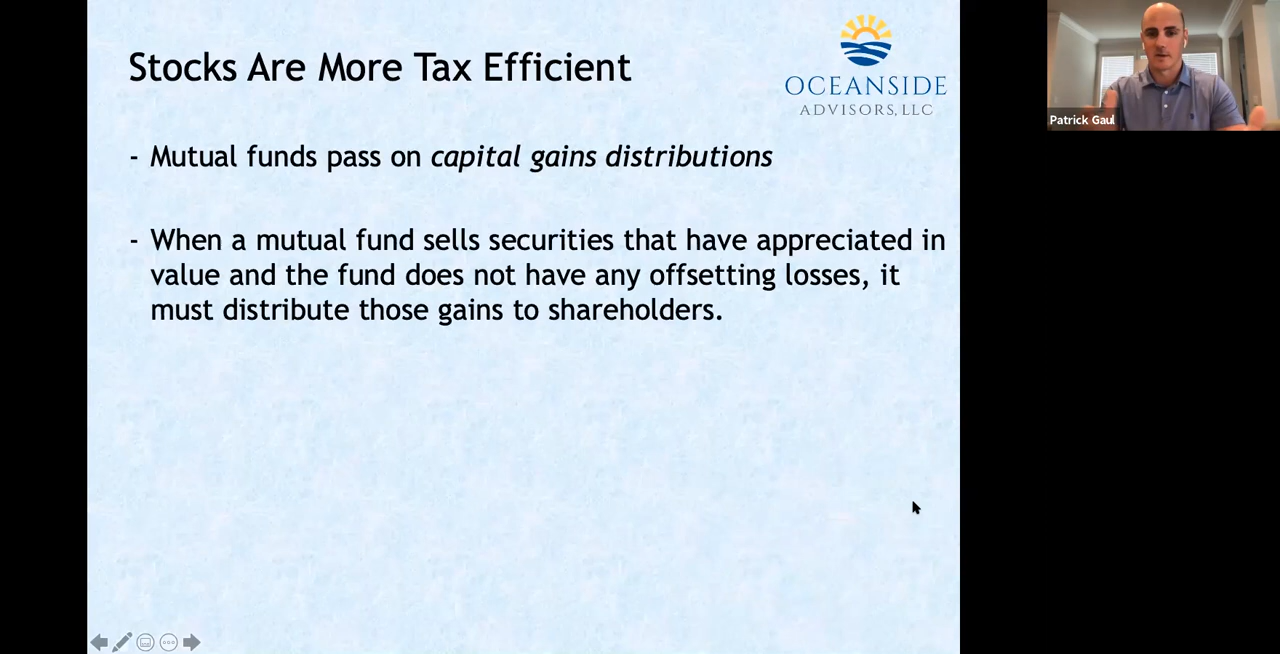 Stocks Are More Tax Efficient
OCEANSIDE
ADVISORS, LLC
- Mutual funds pass on capital gains distributions
- When a mutual fund sells securities that have appreciated in
value and the fund does not have any offsetting losses, it
must distribute those gains to shareholders.
Patrick Gaul